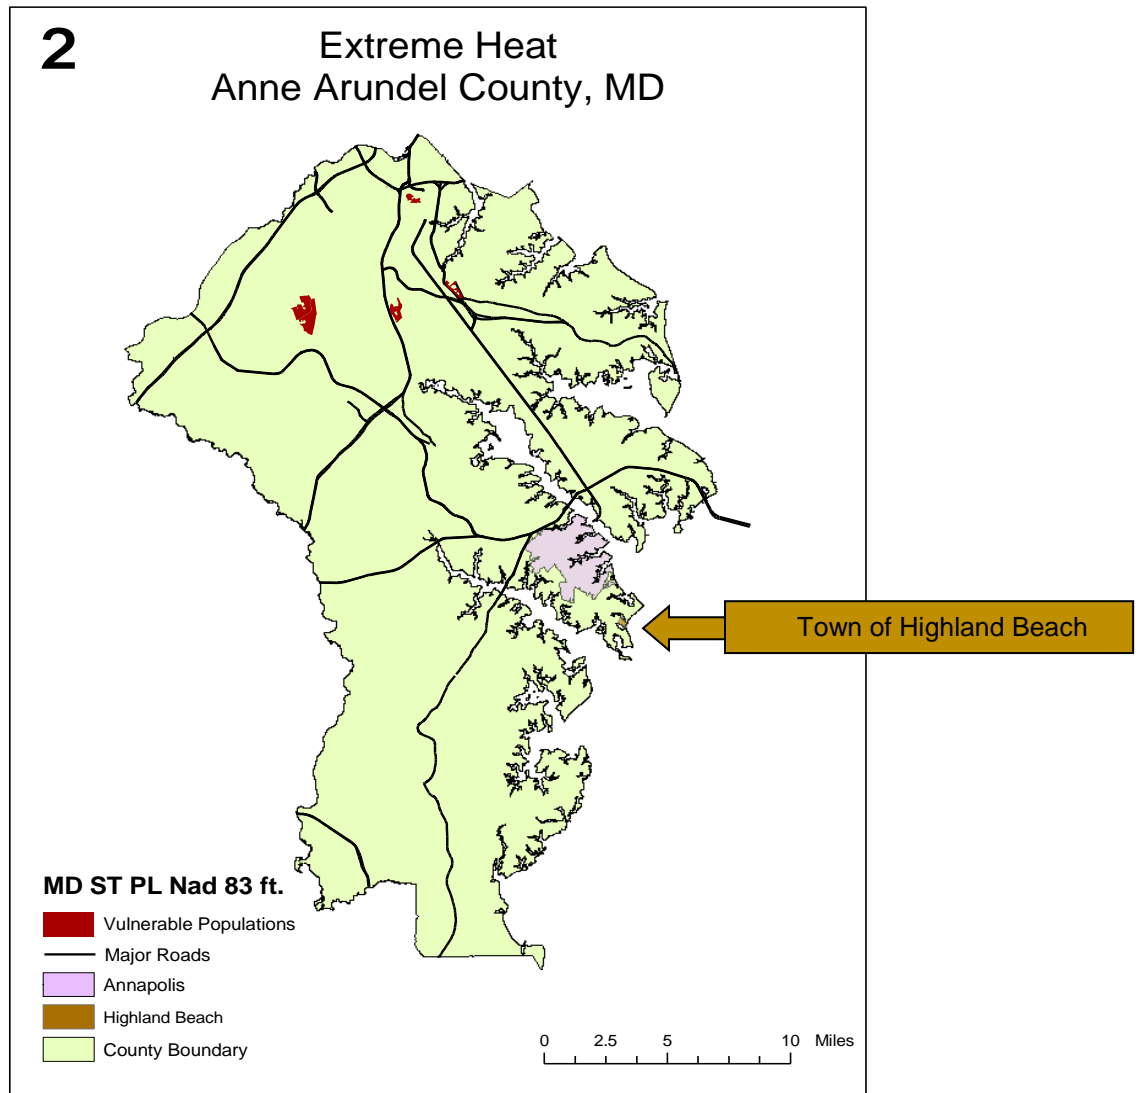 2
Extreme Heat
Anne Arundel County, MD
Town of Highland Beach
MD ST PL Nad 83 ft.
Vulnerable Populations
Major Roads
Annapolis
Highland Beach
County Boundary
0 2.5 5 10 Miles